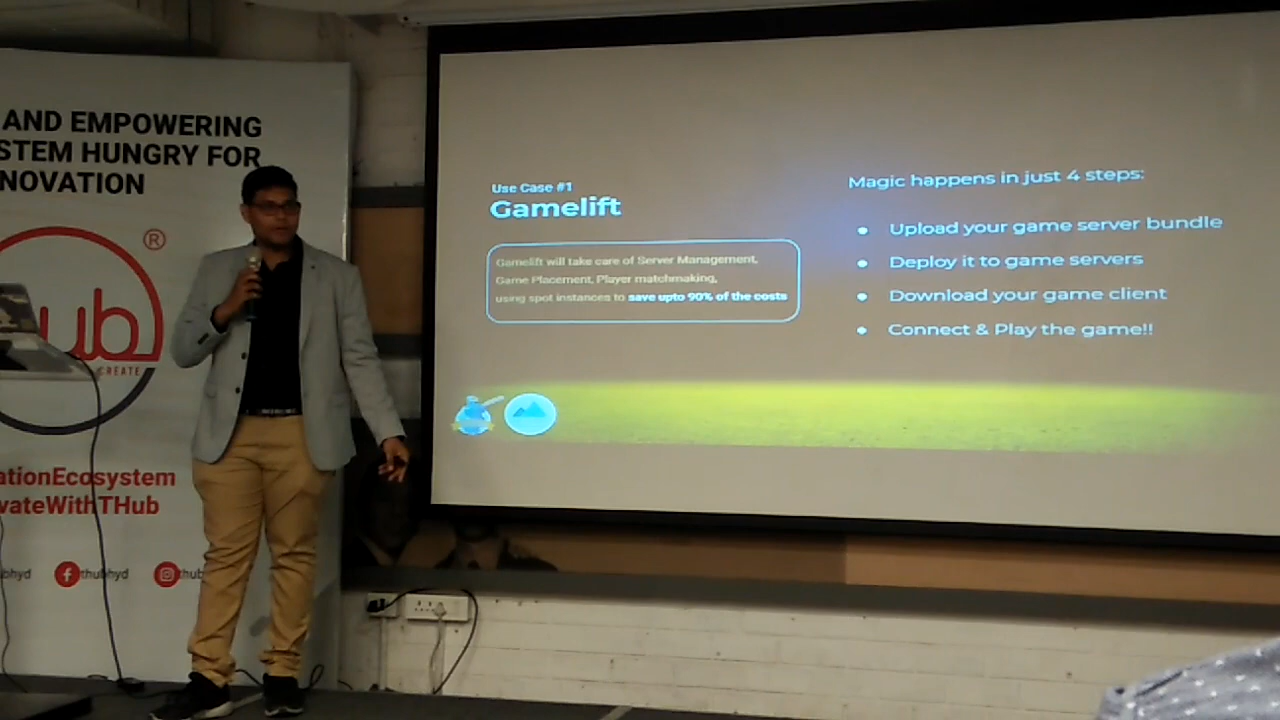 AND EMPOWERING
STEM HUNGRY FOR
NOVATION
®
ub
CREATE
ationEcosystem
vateWithTHub
bhyd
thubhyd
thub
Use Case #1
Gamelift
Gamelift will take care of Server Management,
Game Placement, Player matchmaking,
using spot instances to save upto 90% of the costs
Magic happens in just 4 steps:
• Upload your game server bundle
• Deploy it to game servers
• Download your game client
• Connect & Play the game!!